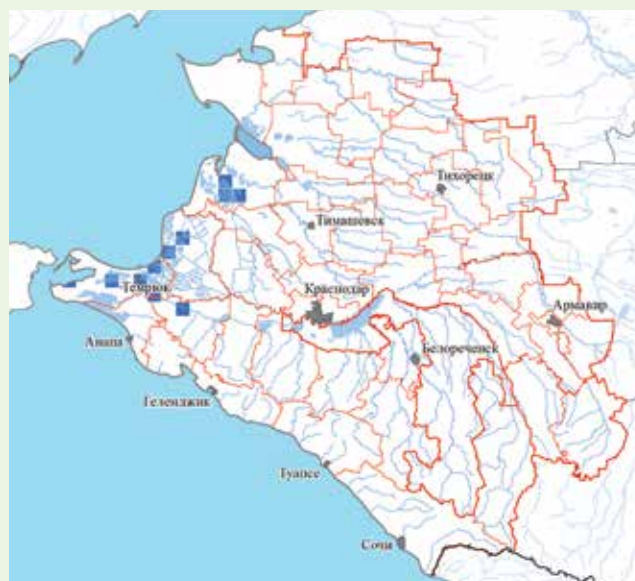 Тихорецк
Тимашевск
Темрюк
Краснодар
Армавир
Анапа
Белореченск
Геленджик
Туапсе
Сочи